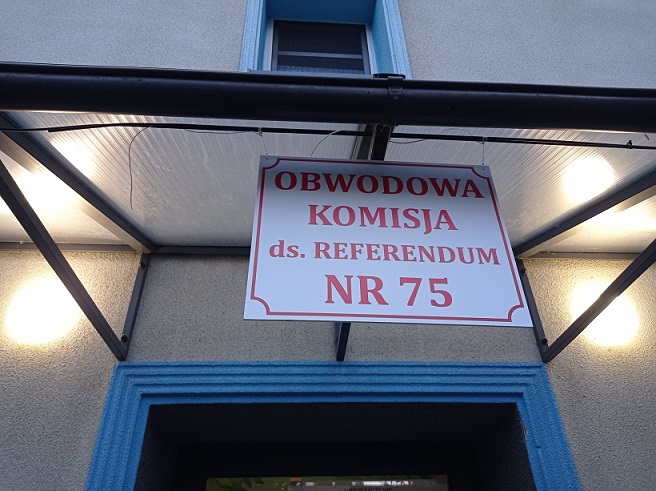 OBWODOWA
KOMISJA
ds. REFERENDUM
NR 75